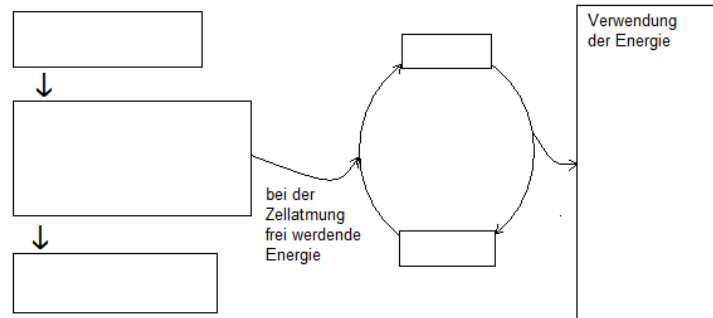 Verwendung
der Energie
bei der
Zellatmung
frei werdende
Energie